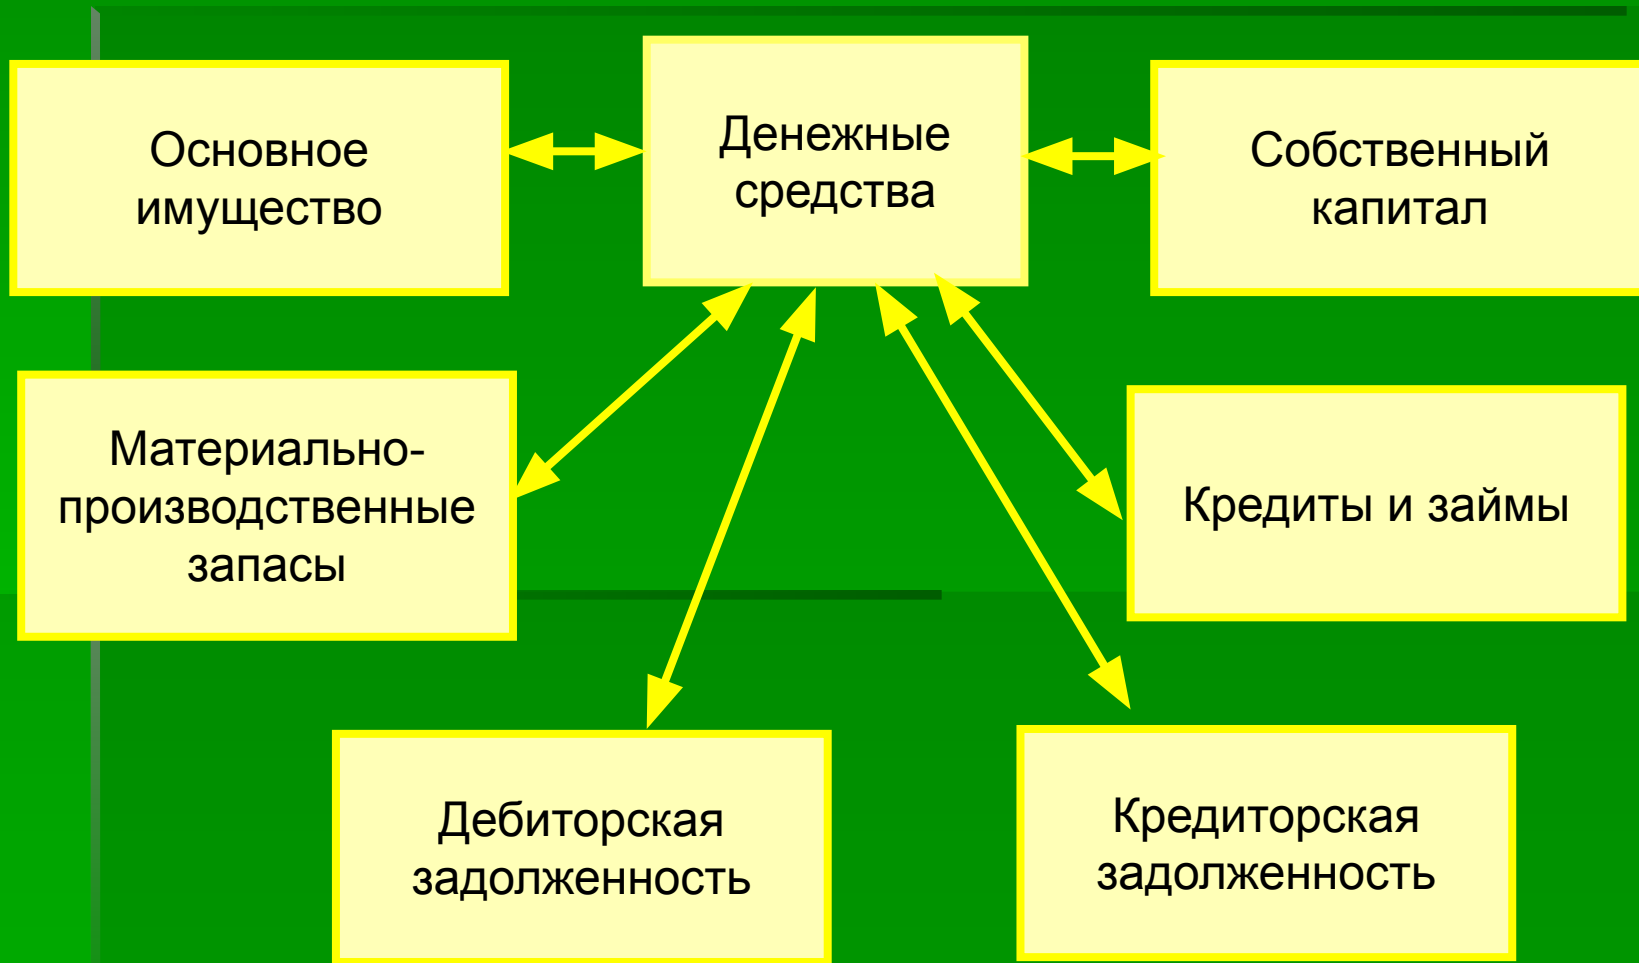 Основное
имущество
Денежные
средства
Собственный
капитал
Материально-
производственные
запасы
Кредиты и займы
Дебиторская
задолженность
Кредиторская
задолженность